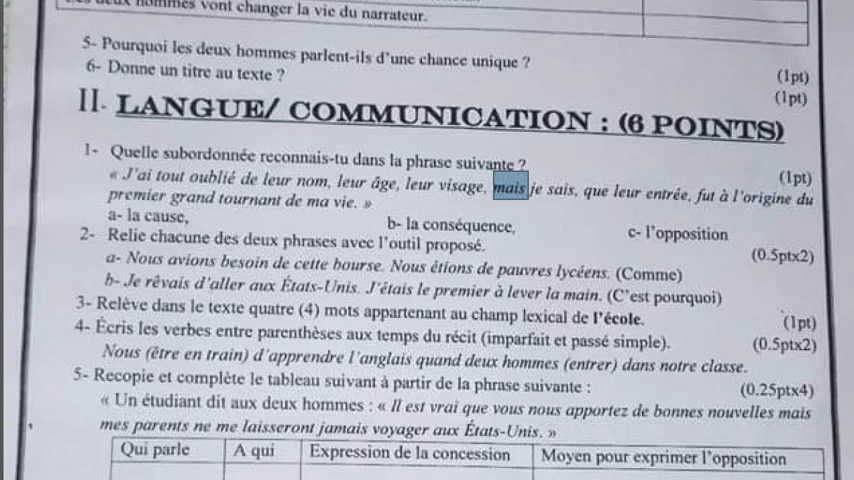 deux hommes vont changer la vie du narrateur.
5- Pourquoi les deux hommes parlent-ils d'une chance unique ? (1pt)
6- Donne un titre au texte ? (1pt)
II. LANGUE/ COMMUNICATION : (6 POINTS)
1- Quelle subordonnée reconnais-tu dans la phrase suivante ? (1pt)
« J'ai tout oublié de leur nom, leur âge, leur visage, mais je sais, que leur entrée, fut à l'origine du
premier grand tournant de ma vie. »
a- la cause, b- la conséquence, c- l'opposition
2- Relie chacune des deux phrases avec l'outil proposé. (0.5ptx2)
a- Nous avions besoin de cette bourse. Nous étions de pauvres lycéens. (Comme)
b- Je rêvais d'aller aux États-Unis. J'étais le premier à lever la main. (C'est pourquoi)
3- Relève dans le texte quatre (4) mots appartenant au champ lexical de l'école. (1pt)
4- Écris les verbes entre parenthèses aux temps du récit (imparfait et passé simple). (0.5ptx2)
Nous (être en train) d'apprendre l'anglais quand deux hommes (entrer) dans notre classe.
5- Recopie et complète le tableau suivant à partir de la phrase suivante : (0.25ptx4)
« Un étudiant dit aux deux hommes : « Il est vrai que vous nous apportez de bonnes nouvelles mais
mes parents ne me laisseront jamais voyager aux États-Unis. »
Qui parle A qui Expression de la concession Moyen pour exprimer l'opposition